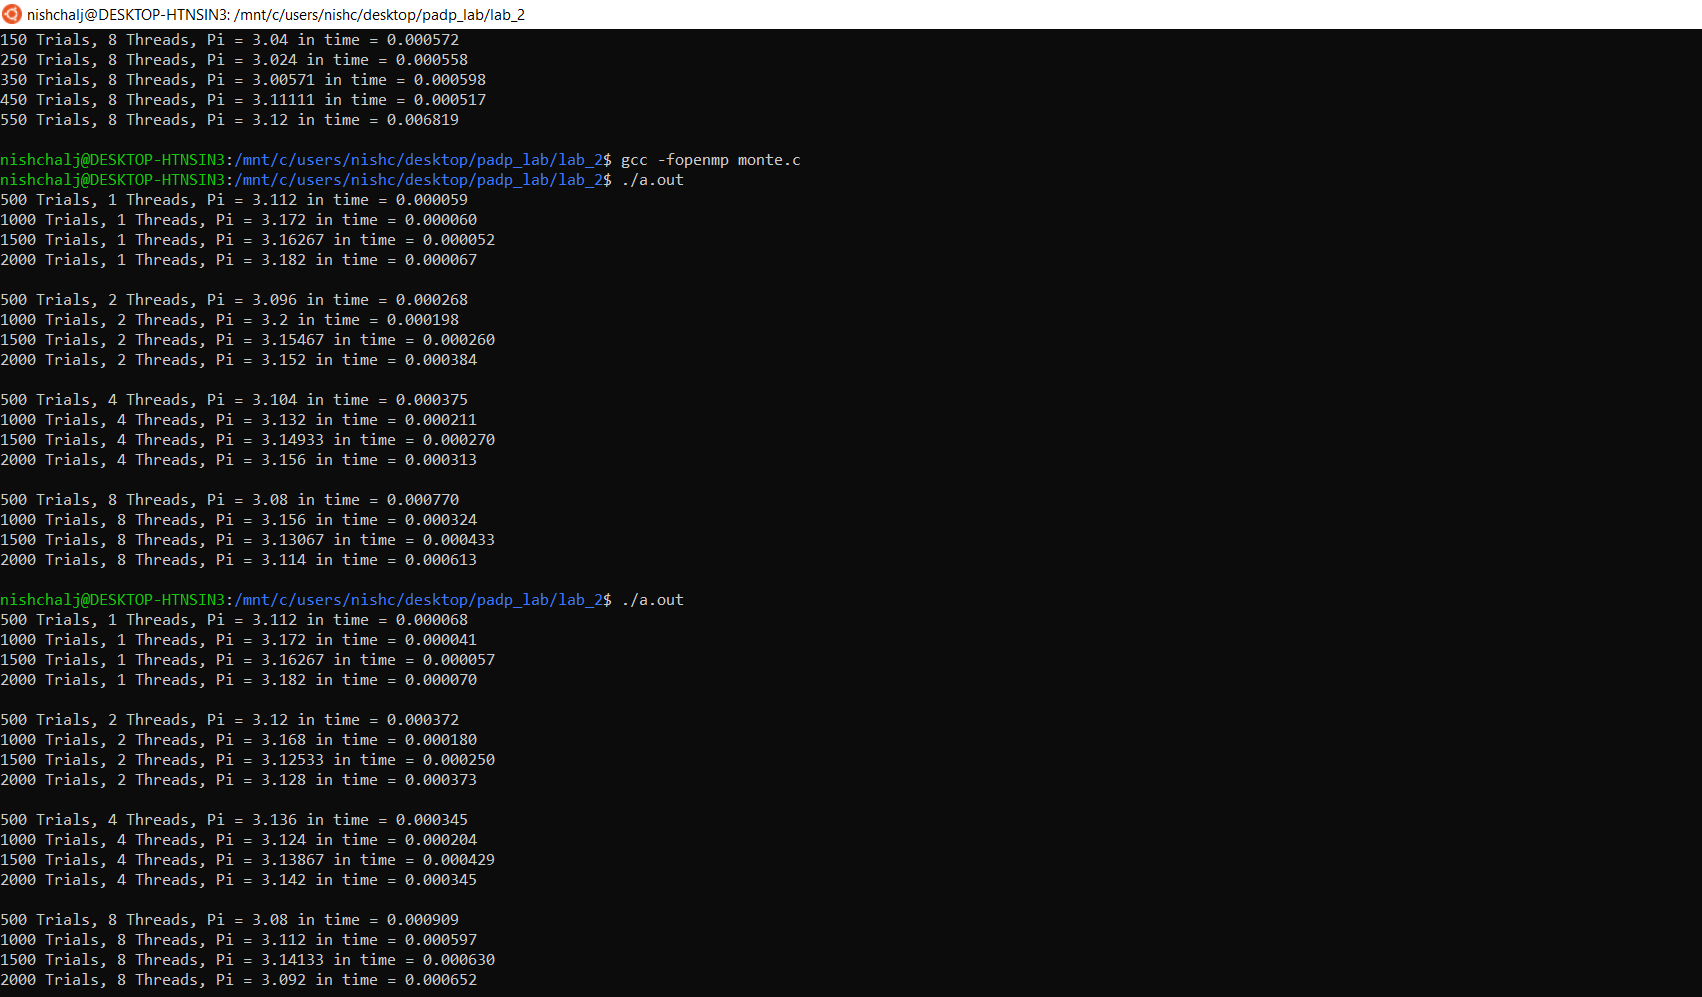 nishchalj@DESKTOP-HTNSIN3: /mnt/c/users/nishc/desktop/padp_lab/lab_2
150 Trials, 8 Threads, Pi = 3.04 in time = 0.000572
250 Trials, 8 Threads, Pi = 3.024 in time = 0.000558
350 Trials, 8 Threads, Pi = 3.00571 in time = 0.000598
450 Trials, 8 Threads, Pi = 3.11111 in time = 0.000517
550 Trials, 8 Threads, Pi = 3.12 in time = 0.006819
nishchalj@DESKTOP-HTNSIN3:/mnt/c/users/nishc/desktop/padp_lab/lab_2$ gcc -fopenmp monte.c
nishchalj@DESKTOP-HTNSIN3:/mnt/c/users/nishc/desktop/padp_lab/lab_2$ ./a.out
500 Trials, 1 Threads, Pi = 3.112 in time = 0.000059
1000 Trials, 1 Threads, Pi = 3.172 in time = 0.000060
1500 Trials, 1 Threads, Pi = 3.16267 in time = 0.000052
2000 Trials, 1 Threads, Pi = 3.182 in time = 0.000067
500 Trials, 2 Threads, Pi = 3.096 in time = 0.000268
1000 Trials, 2 Threads, Pi = 3.2 in time = 0.000198
1500 Trials, 2 Threads, Pi = 3.15467 in time = 0.000260
2000 Trials, 2 Threads, Pi = 3.152 in time = 0.000384
500 Trials, 4 Threads, Pi = 3.104 in time = 0.000375
1000 Trials, 4 Threads, Pi = 3.132 in time = 0.000211
1500 Trials, 4 Threads, Pi = 3.14933 in time = 0.000270
2000 Trials, 4 Threads, Pi = 3.156 in time = 0.000313
500 Trials, 8 Threads, Pi = 3.08 in time = 0.000770
1000 Trials, 8 Threads, Pi = 3.156 in time = 0.000324
1500 Trials, 8 Threads, Pi = 3.13067 in time = 0.000433
2000 Trials, 8 Threads, Pi = 3.114 in time = 0.000613
nishchalj@DESKTOP-HTNSIN3:/mnt/c/users/nishc/desktop/padp_lab/lab_2$ ./a.out
500 Trials, 1 Threads, Pi = 3.112 in time = 0.000068
1000 Trials, 1 Threads, Pi = 3.172 in time = 0.000041
1500 Trials, 1 Threads, Pi = 3.16267 in time = 0.000057
2000 Trials, 1 Threads, Pi = 3.182 in time = 0.000070
500 Trials, 2 Threads, Pi = 3.12 in time = 0.000372
1000 Trials, 2 Threads, Pi = 3.168 in time = 0.000180
1500 Trials, 2 Threads, Pi = 3.12533 in time = 0.000250
2000 Trials, 2 Threads, Pi = 3.128 in time = 0.000373
500 Trials, 4 Threads, Pi = 3.136 in time = 0.000345
1000 Trials, 4 Threads, Pi = 3.124 in time = 0.000204
1500 Trials, 4 Threads, Pi = 3.13867 in time = 0.000429
2000 Trials, 4 Threads, Pi = 3.142 in time = 0.000345
500 Trials, 8 Threads, Pi = 3.08 in time = 0.000909
1000 Trials, 8 Threads, Pi = 3.112 in time = 0.000597
1500 Trials, 8 Threads, Pi = 3.14133 in time = 0.000630
2000 Trials, 8 Threads, Pi = 3.092 in time = 0.000652